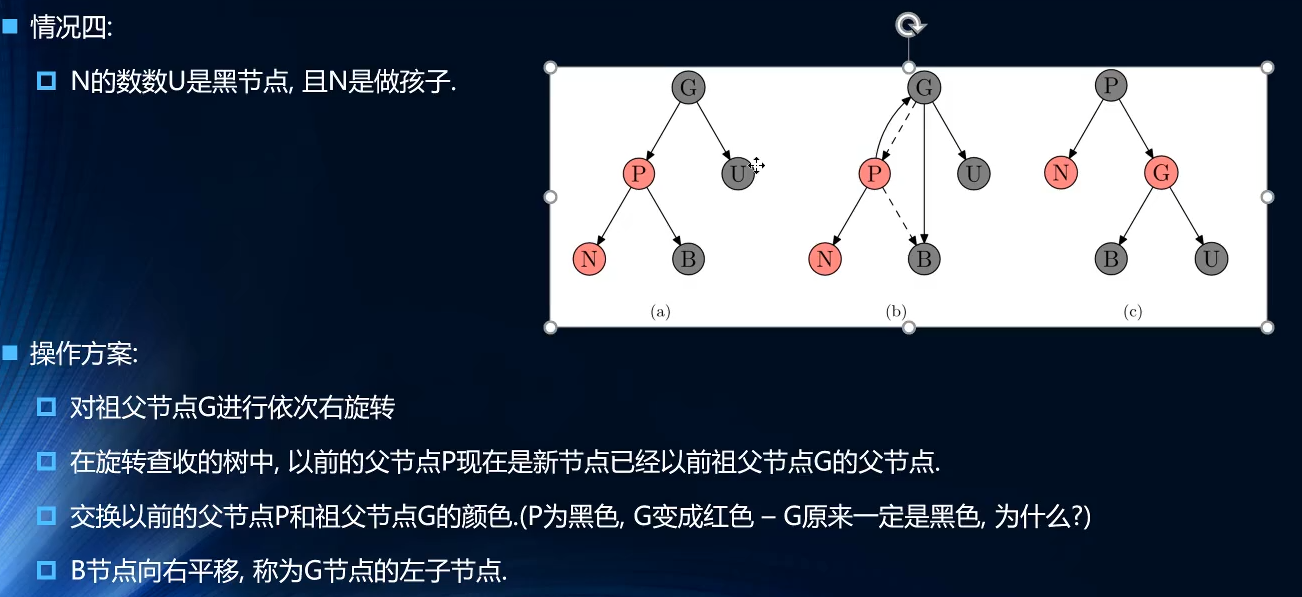 情况四:
N的数数U是黑节点, 且N是做孩子.
G G P
P U P U N G
N B N B B U
(a) (b) (c)
操作方案:
对祖父节点G进行依次右旋转
在旋转查收的树中, 以前的父节点P现在是新节点已经以前祖父节点G的父节点.
交换以前的父节点P和祖父节点G的颜色.(P为黑色, G变成红色 – G原来一定是黑色, 为什么?)
B节点向右平移, 称为G节点的左子节点.